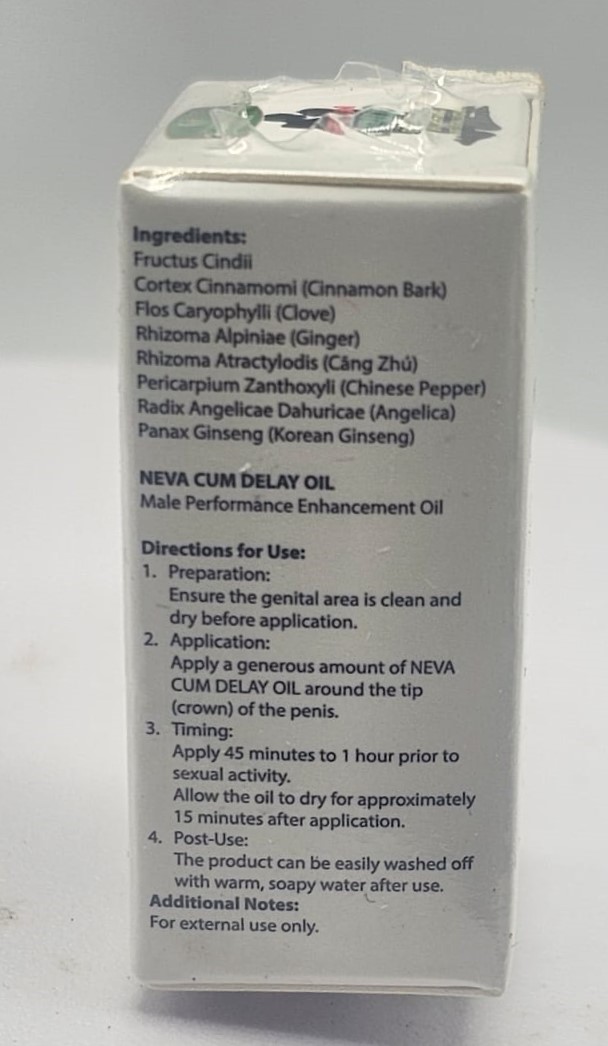 Ingredients:
Fructus Cindii
Cortex Cinnamomi (Cinnamon Bark)
Flos Caryophylli (Clove)
Rhizoma Alpiniae (Ginger)
Rhizoma Atractylodis (Cāng Zhú)
Pericarpium Zanthoxyli (Chinese Pepper)
Radix Angelicae Dahuricae (Angelica)
Panax Ginseng (Korean Ginseng)
NEVA CUM DELAY OIL
Male Performance Enhancement Oil
Directions for Use:
1. Preparation:
Ensure the genital area is clean and
dry before application.
2. Application:
Apply a generous amount of NEVA
CUM DELAY OIL around the tip
(crown) of the penis.
3. Timing:
Apply 45 minutes to 1 hour prior to
sexual activity.
Allow the oil to dry for approximately
15 minutes after application.
4. Post-Use:
The product can be easily washed off
with warm, soapy water after use.
Additional Notes:
For external use only.